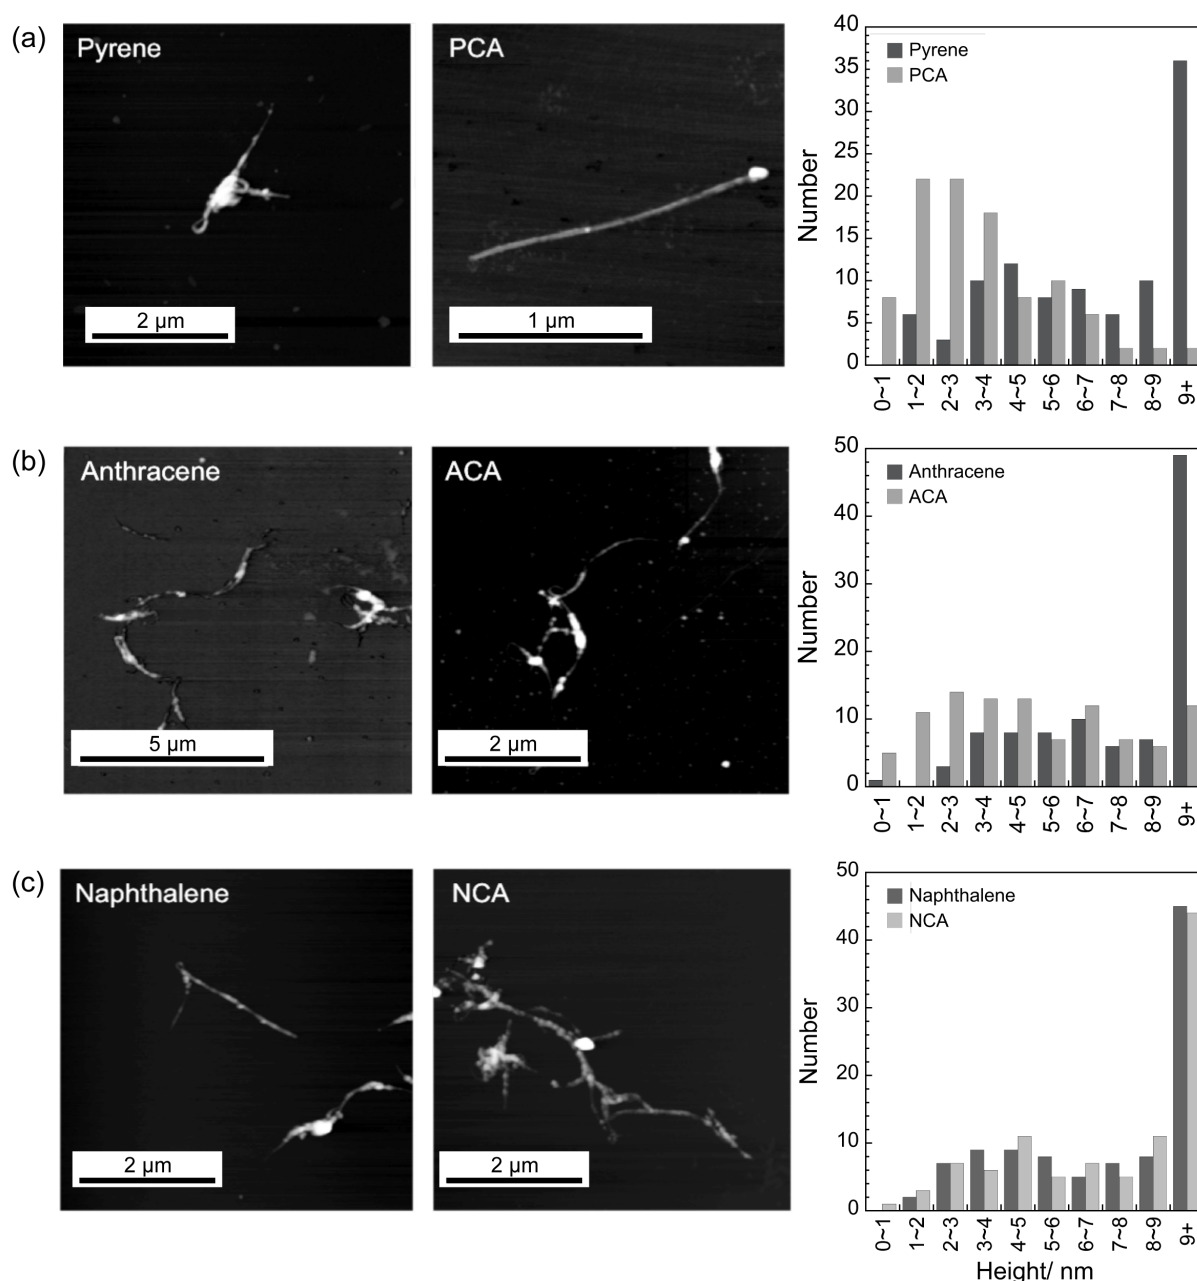 (a)
Pyrene
2 µm
PCA
1 µm
Pyrene
PCA
Number
40
35
30
25
20
15
10
5
0
0~1 1~2 2~3 3~4 4~5 5~6 6~7 7~8 8~9 9+
(b)
Anthracene
5 µm
ACA
2 µm
Anthracene
ACA
Number
50
40
30
20
10
0
0~1 1~2 2~3 3~4 4~5 5~6 6~7 7~8 8~9 9+
(c)
Naphthalene
2 µm
NCA
2 µm
Naphthalene
NCA
Number
50
40
30
20
10
0
0~1 1~2 2~3 3~4 4~5 5~6 6~7 7~8 8~9 9+
Height/ nm